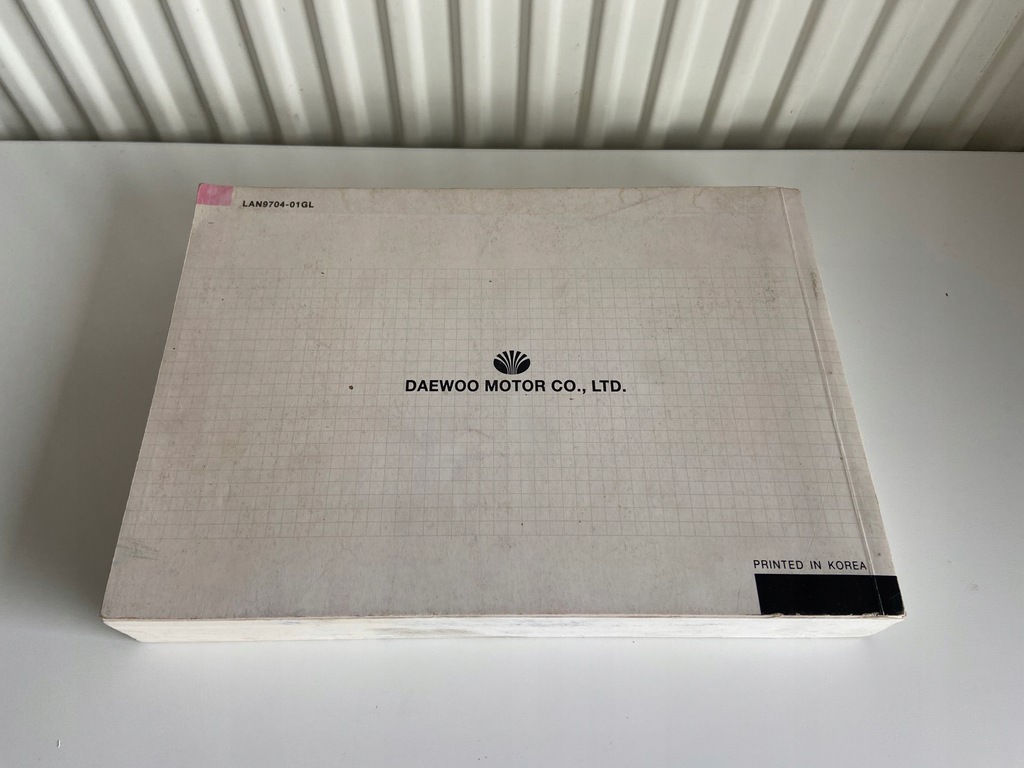 LAN9704-01GL
DAEWOO MOTOR CO., LTD.
PRINTED IN KOREA